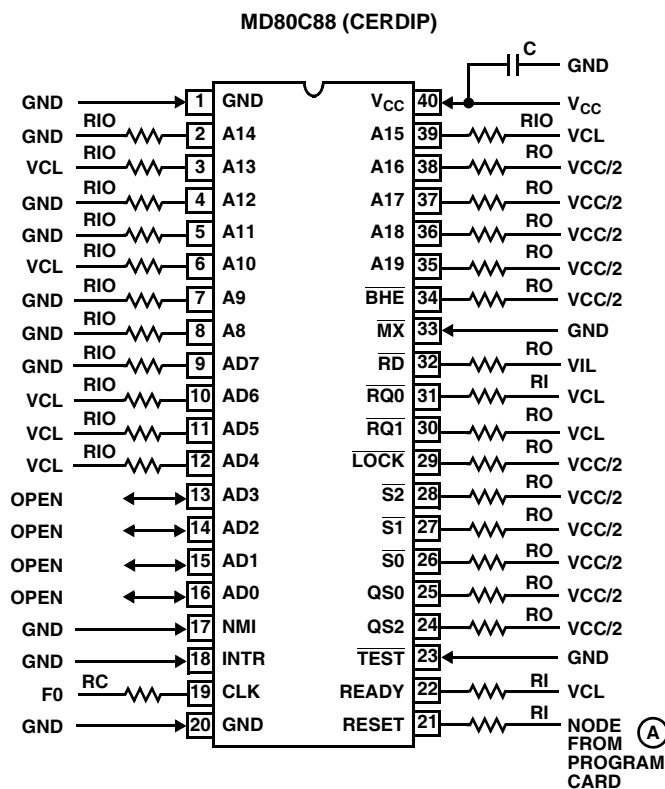 MD80C88 (CERDIP)
C
GND
GND 1 GND VCC 40 VCC
GND RIO 2 A14 A15 39 RIO VCL
VCL RIO 3 A13 A16 38 RO VCC/2
GND RIO 4 A12 A17 37 RO VCC/2
GND RIO 5 A11 A18 36 RO VCC/2
VCL RIO 6 A10 A19 35 RO VCC/2
GND RIO 7 A9 BHE 34 RO VCC/2
GND RIO 8 A8 MX 33 GND
GND RIO 9 AD7 RD 32 RO VIL
VCL RIO 10 AD6 RQ0 31 RI VCL
VCL RIO 11 AD5 RQ1 30 RO VCL
VCL RIO 12 AD4 LOCK 29 RO VCC/2
OPEN 13 AD3 S2 28 RO VCC/2
OPEN 14 AD2 S1 27 RO VCC/2
OPEN 15 AD1 S0 26 RO VCC/2
OPEN 16 AD0 QS0 25 RO VCC/2
GND 17 NMI QS2 24 RO VCC/2
GND 18 INTR TEST 23 GND
F0 RC 19 CLK READY 22 RI VCL
GND 20 GND RESET 21 RI NODE
FROM A
PROGRAM
CARD